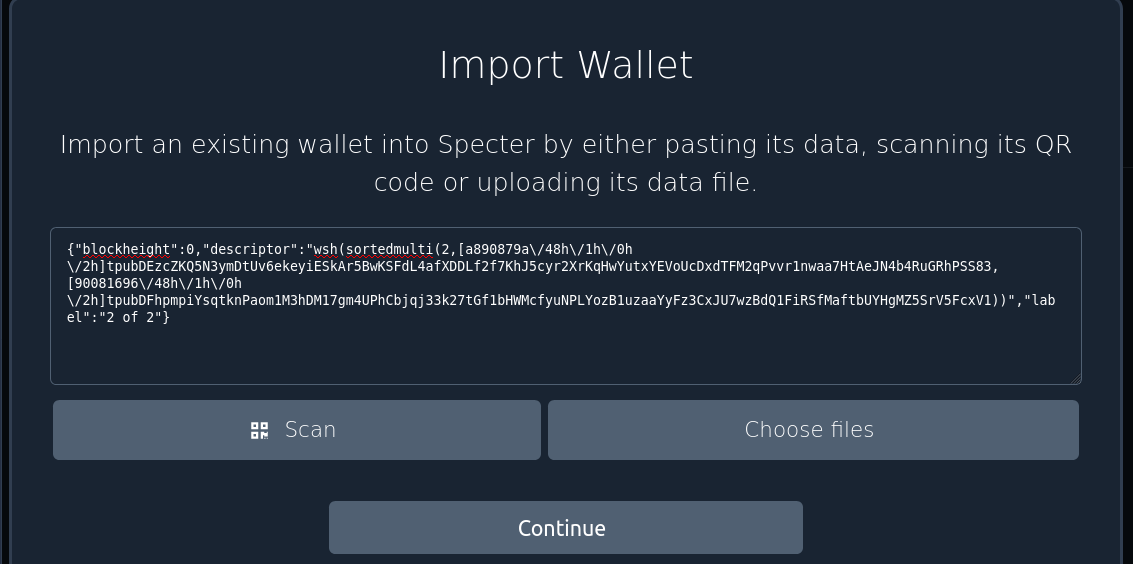 Import Wallet
Import an existing wallet into Specter by either pasting its data, scanning its QR
code or uploading its data file.
{"blockheight":0,"descriptor":"wsh(sortedmulti(2,[a890879a\/48h\/1h\/0h
\/2h]tpubDEzcZKQ5N3ymDtUv6ekeyiESkAr5BwKSFdL4afXDDLf2f7KhJ5cyr2XrKqHwYutxYEVoUcDxdTFM2qPvvr1nwaa7HtAeJN4b4RuGRhPSS83,
[90081696\/48h\/1h\/0h
\/2h]tpubDFhpmpiYsqtknPaom1M3hDM17gm4UPhCbjqj33k27tGf1bHWMcfyuNPLYozB1uzaaYyFz3CxJU7wzBdQ1FiRSfMaftbUYHgMZ5SrV5FcxV1))","lab
el":"2 of 2"}
Scan
Choose files
Continue